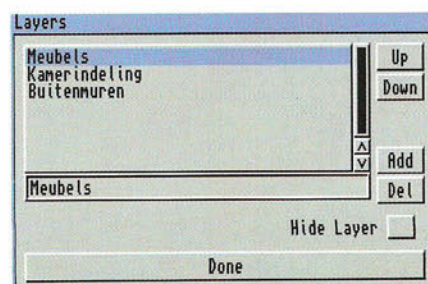 Layers
Meubels
Kamerindeling
Buitenmuren
Up
Down
Add
Meubels
Del
Hide Layer
Done